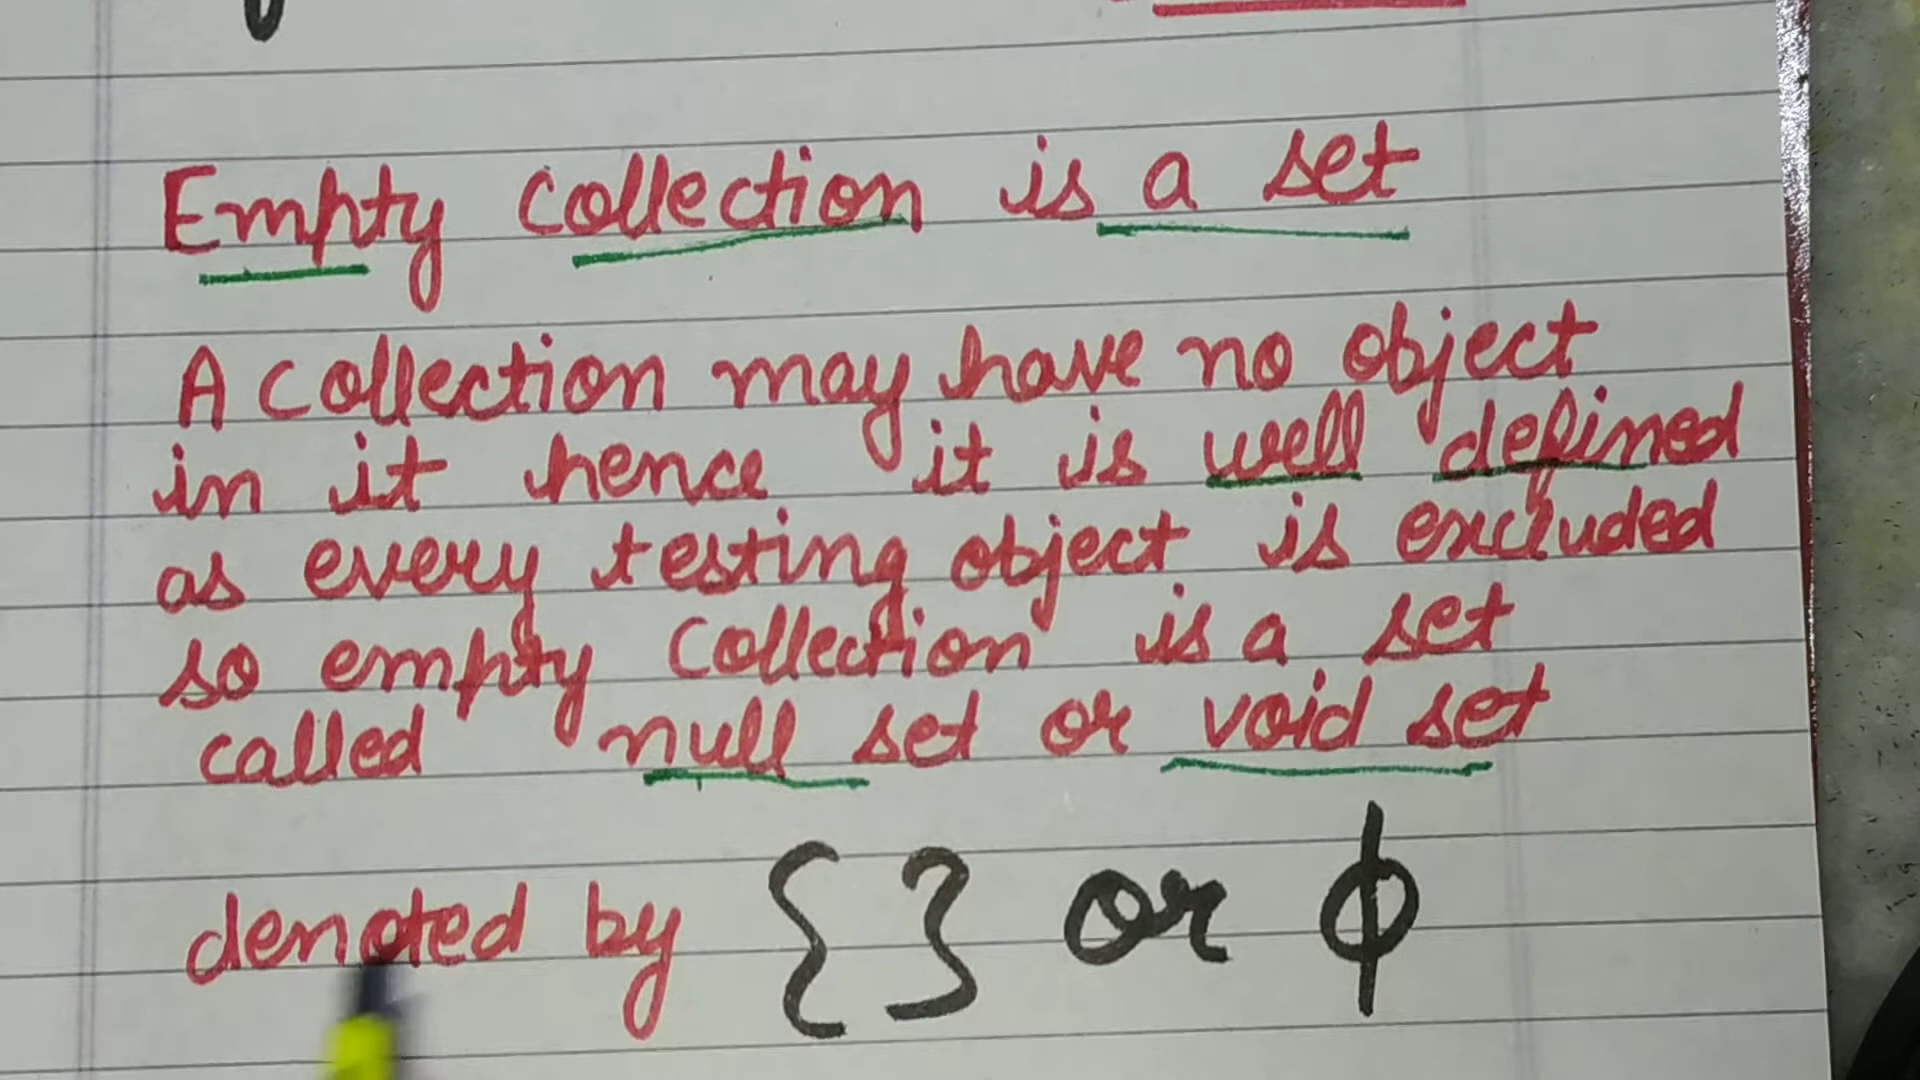 Empty collection is a set
A collection may have no object
in it hence it is well defined
as every testing object is excluded
so empty collection is a set
called null set or void set
denoted by { } or ϕ